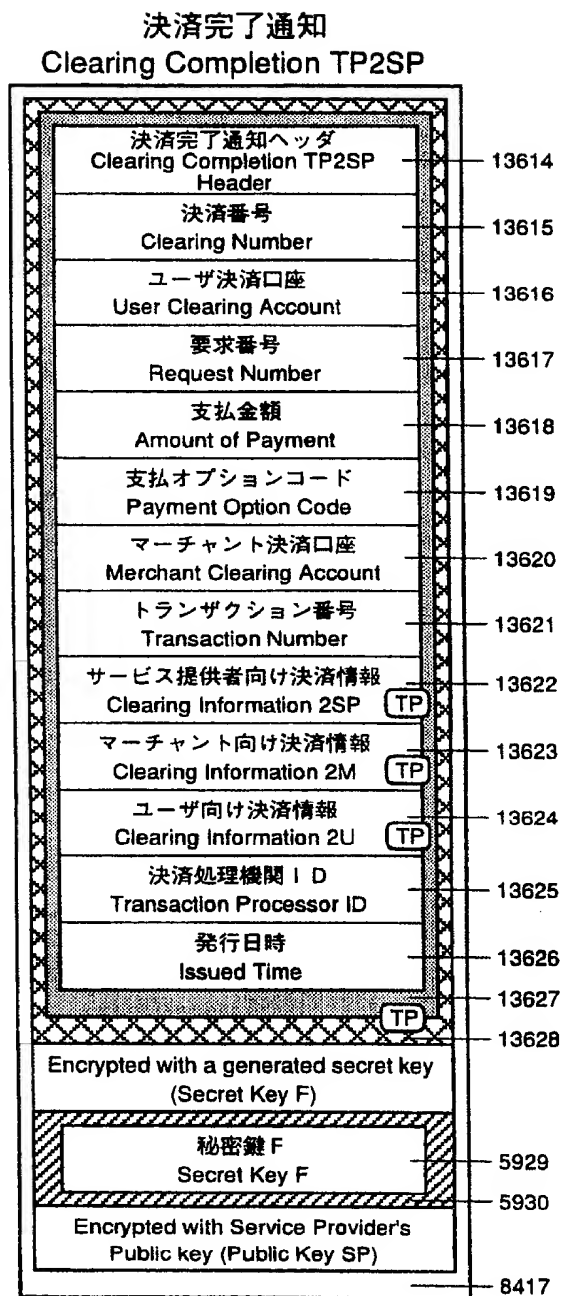 決済完了通知
Clearing Completion TP2SP
決済完了通知ヘッダ
Clearing Completion TP2SP
Header
13614
決済番号
Clearing Number
13615
ユーザ決済口座
User Clearing Account
13616
要求番号
Request Number
13617
支払金額
Amount of Payment
13618
支払オプションコード
Payment Option Code
13619
マーチャント決済口座
Merchant Clearing Account
13620
トランザクション番号
Transaction Number
13621
サービス提供者向け決済情報
Clearing Information 2SP
TP
13622
マーチャント向け決済情報
Clearing Information 2M
TP
13623
ユーザ向け決済情報
Clearing Information 2U
TP
13624
決済処理機関ID
Transaction Processor ID
13625
発行日時
Issued Time
13626
13627
TP
13628
Encrypted with a generated secret key
(Secret Key F)
秘密鍵F
Secret Key F
5929
5930
Encrypted with Service Provider's
Public key (Public Key SP)
8417